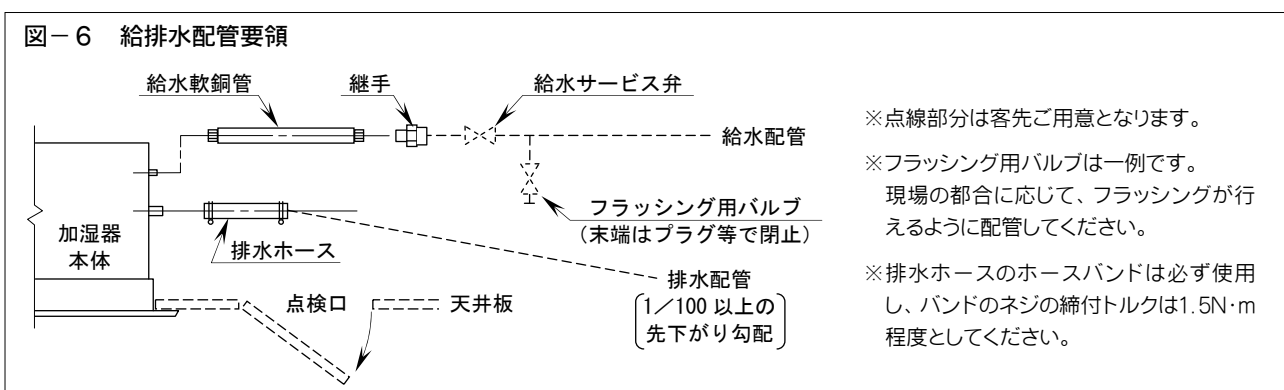 図－6　給排水配管要領
給水軟銅管
継手
給水サービス弁
給水配管
フラッシング用バルブ
（末端はプラグ等で閉止）
加湿器
本体
排水ホース
排水配管
1／100 以上の
先下がり勾配
点検口
天井板
※点線部分は客先ご用意となります。
※フラッシング用バルブは一例です。
現場の都合に応じて、フラッシングが行
えるように配管してください。
※排水ホースのホースバンドは必ず使用
し、バンドのネジの締付トルクは1.5N･m
程度としてください。